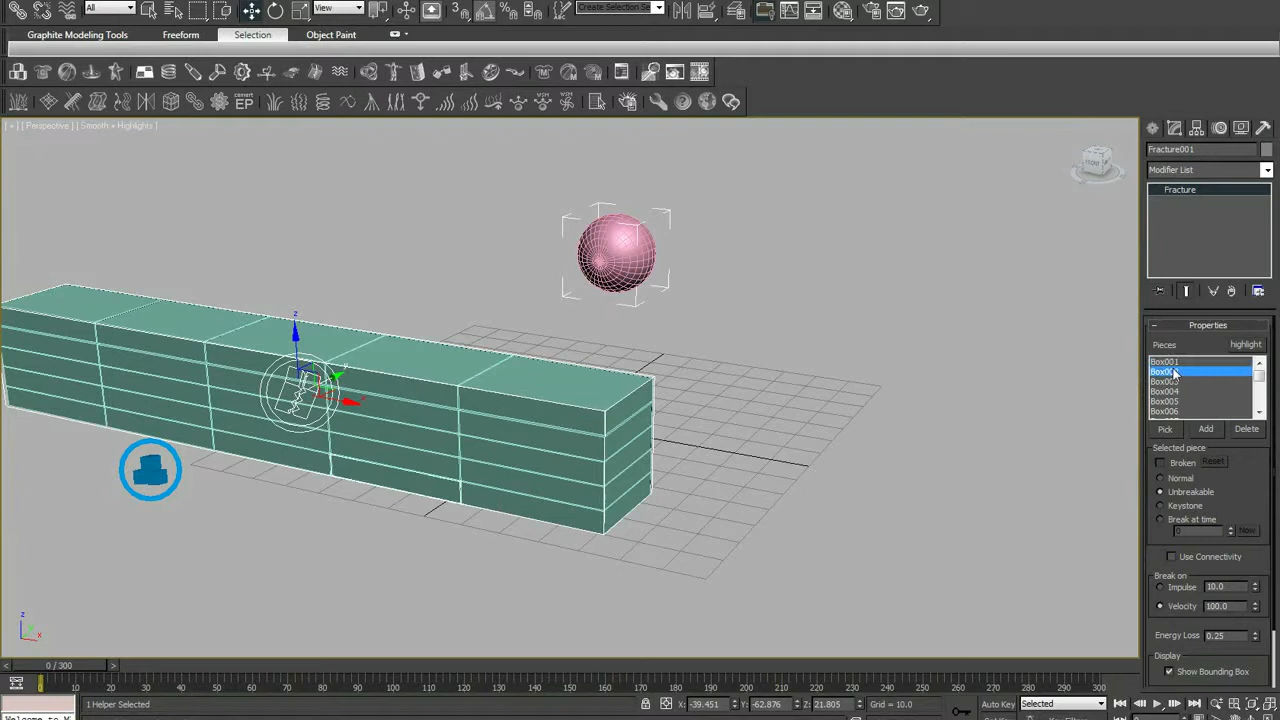 All
View
Create Selection Se
Graphite Modeling Tools Freeform Selection Object Paint
convert
EP
[ + ] [ Perspective ] [ Smooth + Highlights ]
FRONT
Fracture001
Modifier List
Fracture
Properties
Pieces highlight
Box001
Box003
Box004
Box005
Box006
Pick Add Delete
Selected piece
Broken Reset
Normal
Unbreakable
Keystone
Break at time
0 Now
Use Connectivity
Break on
Impulse 10.0
Velocity 100.0
Energy Loss 0.25
Display
Show Bounding Box
z
x
z
x
0 / 300
0 10 20 30 40 50 60 70 80 90 100 110 120 130 140 150 160 170 180 190 200 210 220 230 240 250 260 270 280 290 300
1 Helper Selected X: -39.451 Y: -62.876 Z: 21.805 Grid = 10.0 Auto Key Selected